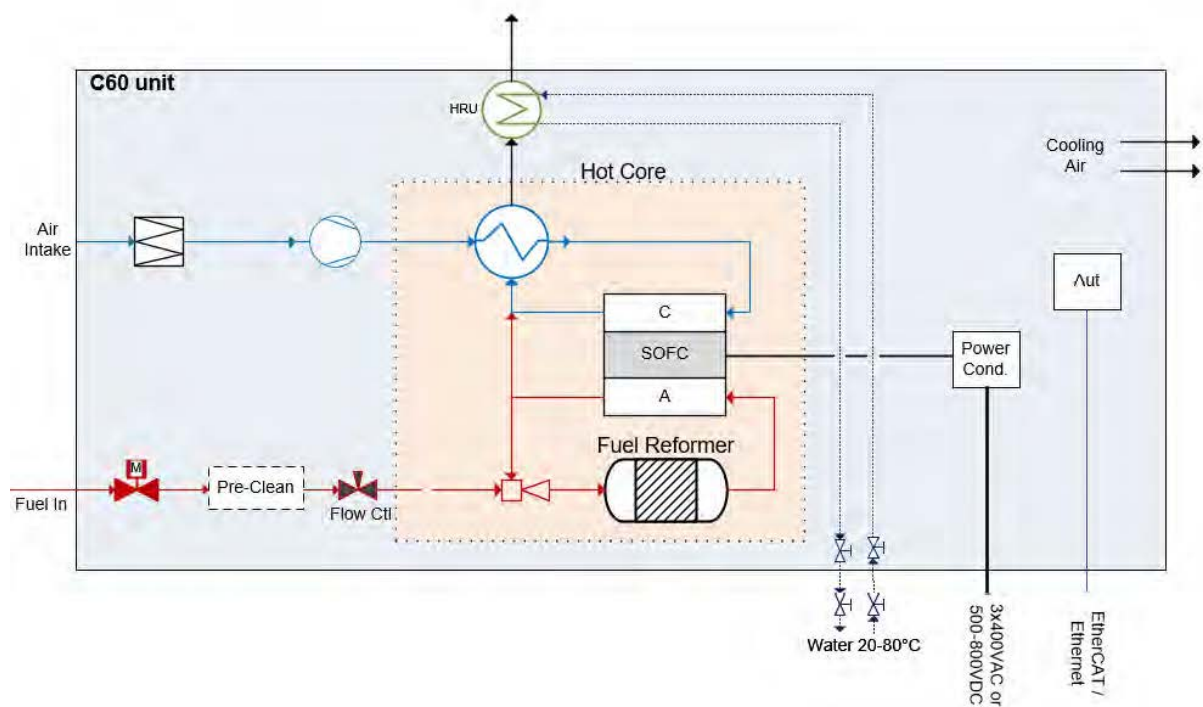 C60 unit
HRU
Hot Core
Cooling
Air
Air
Intake
Aut
C
SOFC
A
Power
Cond.
Fuel Reformer
M
Pre-Clean
Fuel In
Flow Ctl
Water 20-80°C
3x400VAC or
500-800VDC
EtherCAT /
Ethernet